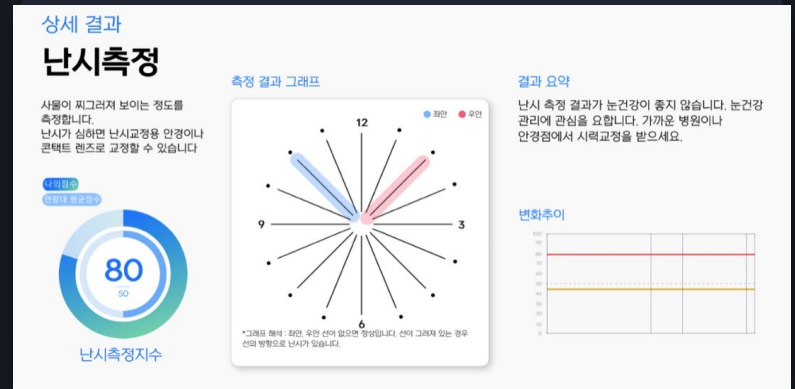 상세 결과
난시측정
사물이 찌그러져 보이는 정도를
측정합니다.
난시가 심하면 난시교정용 안경이나
콘택트 렌즈로 교정할 수 있습니다
나의점수
연령대 평균점수
80
50
난시측정지수
측정 결과 그래프
좌안 우안
12
9
3
6
*그래프 해석 : 좌안, 우안 선이 없으면 정상입니다. 선이 그려져 있는 경우
선의 방향으로 난시가 있습니다.
결과 요약
난시 측정 결과가 눈건강이 좋지 않습니다. 눈건강
관리에 관심을 요합니다. 가까운 병원이나
안경점에서 시력교정을 받으세요.
변화추이
100
90
80
70
60
50
40
30
20
10
0